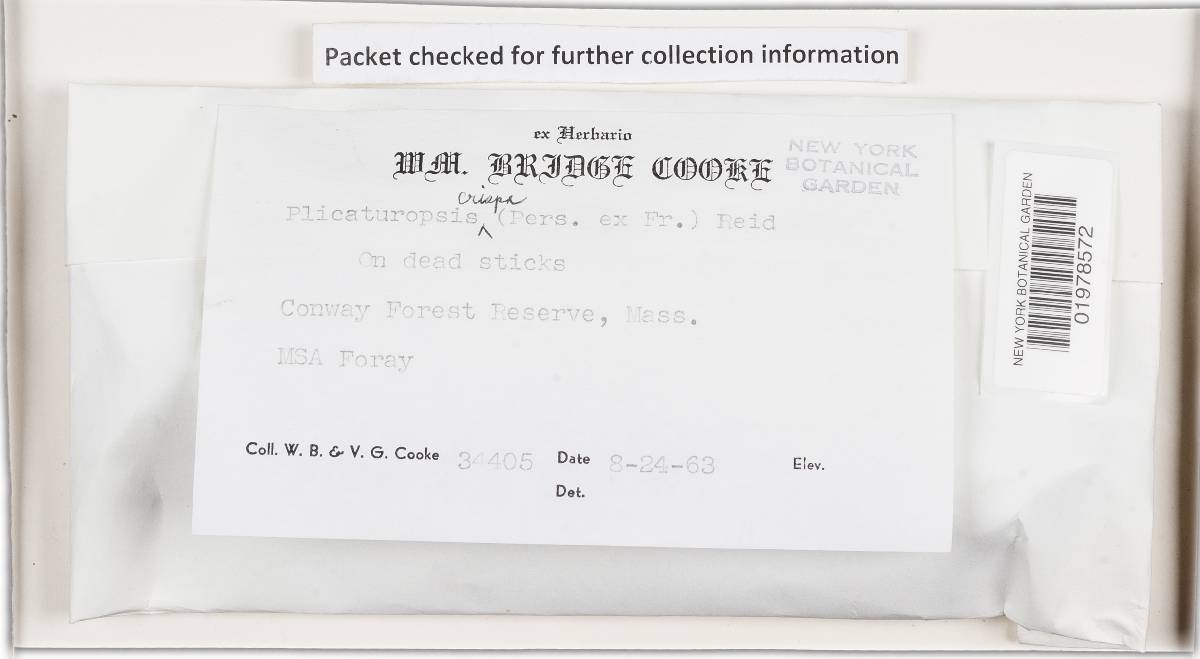 Packet checked for further collection information
ex Herbario
WM. BRIDGE COOKE
NEW YORK
BOTANICAL
GARDEN
crispa
Plicaturopsis ^ (Pers. ex Fr.) Reid
On dead sticks
Conway Forest Reserve, Mass.
MSA Foray
Coll. W. B. & V. G. Cooke 34405 Date 8-24-63 Elev.
Det.
NEW YORK BOTANICAL GARDEN
01978572